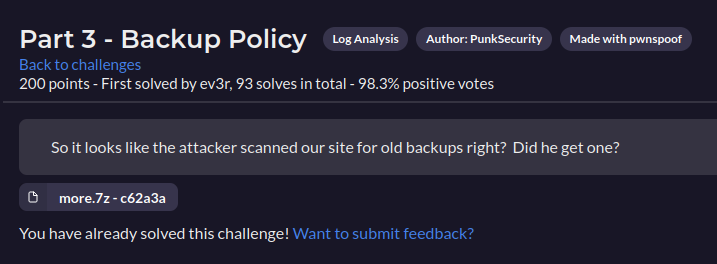 Part 3 - Backup Policy Log Analysis Author: PunkSecurity Made with pwnspoof
Back to challenges
200 points - First solved by ev3r, 93 solves in total - 98.3% positive votes
So it looks like the attacker scanned our site for old backups right?  Did he get one?
more.7z - c62a3a
You have already solved this challenge! Want to submit feedback?